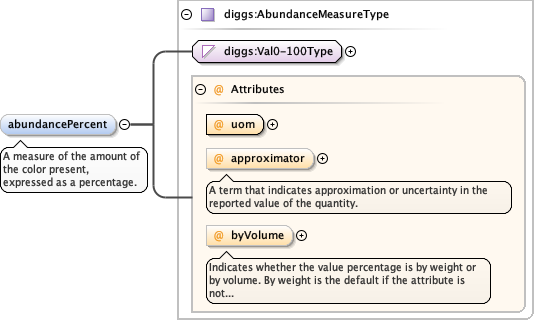 diggs:AbundanceMeasureType
diggs:Val0-100Type
@ Attributes
abundancePercent
A measure of the amount of
the color present,
expressed as a percentage.
@ uom
@ approximator
A term that indicates approximation or uncertainty in the
reported value of the quantity.
@ byVolume
Indicates whether the value percentage is by weight or
by volume. By weight is the default if the attribute is
not...